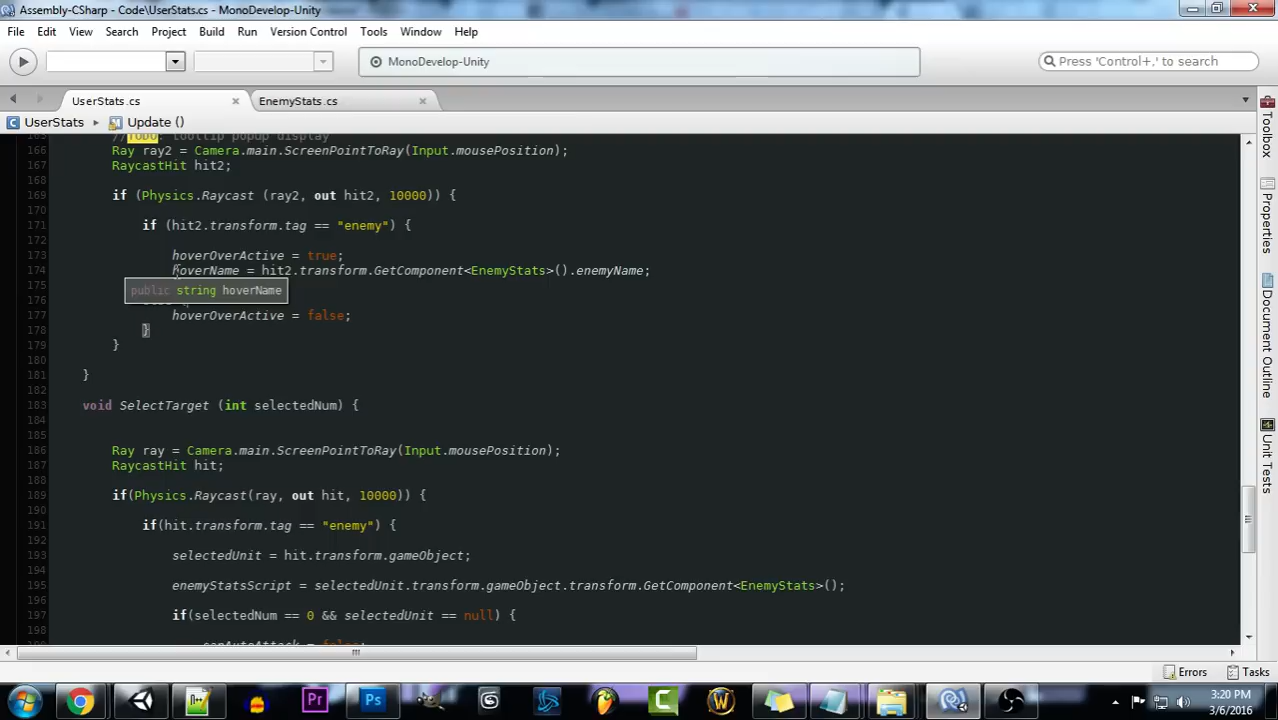 Assembly-CSharp - Code\UserStats.cs - MonoDevelop-Unity
File Edit View Search Project Build Run Version Control Tools Window Help
MonoDevelop-Unity
Press 'Control+,' to search
UserStats.cs
EnemyStats.cs
UserStats
Update ()
165 //TODO: tooltip popup display
166 Ray ray2 = Camera.main.ScreenPointToRay(Input.mousePosition);
167 RaycastHit hit2;
168
169 if (Physics.Raycast (ray2, out hit2, 10000)) {
170
171 if (hit2.transform.tag == "enemy") {
172
173 hoverOverActive = true;
174 hoverName = hit2.transform.GetComponent<EnemyStats>().enemyName;
175
public string hoverName
176
177 hoverOverActive = false;
178 }
179 }
180
181 }
182
183 void SelectTarget (int selectedNum) {
184
185
186 Ray ray = Camera.main.ScreenPointToRay(Input.mousePosition);
187 RaycastHit hit;
188
189 if(Physics.Raycast(ray, out hit, 10000)) {
190
191 if(hit.transform.tag == "enemy") {
192
193 selectedUnit = hit.transform.gameObject;
194
195 enemyStatsScript = selectedUnit.transform.gameObject.transform.GetComponent<EnemyStats>();
196
197 if(selectedNum == 0 && selectedUnit == null) {
198
Toolbox
Properties
Document Outline
Unit Tests
Errors Tasks
3:20 PM
3/6/2016